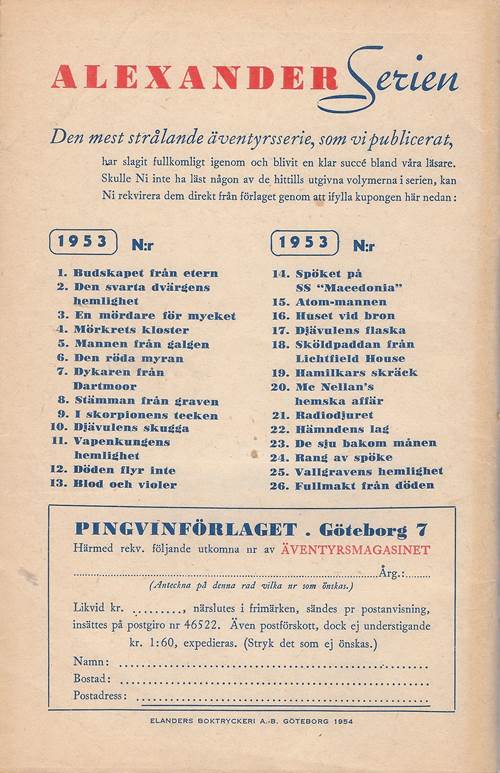 ALEXANDER Serien
Den mest strålande äventyrsserie, som vi publicerat,
har slagit fullkomligt igenom och blivit en klar succé bland våra läsare.
Skulle Ni inte ha läst någon av de hittills utgivna volymerna i serien, kan
Ni rekvirera dem direkt från förlaget genom att ifylla kupongen här nedan:
1953 N:r
1. Budskapet från etern
2. Den svarta dvärgens
hemlighet
3. En mördare för mycket
4. Mörkrets kloster
5. Mannen från galgen
6. Den röda myran
7. Dykaren från
Dartmoor
8. Stämman från graven
9. I skorpionens tecken
10. Djävulens skugga
11. Vapenkungens
hemlighet
12. Döden flyr inte
13. Blod och violer
1953 N:r
14. Spöket på
SS "Macedonia"
15. Atom-mannen
16. Huset vid bron
17. Djävulens flaska
18. Sköldpaddan från
Lichtfield House
19. Hamilkars skräck
20. Mc Nellan's
hemska affär
21. Radiodjuret
22. Hämndens lag
23. De sju bakom månen
24. Rang av spöke
25. Vallgravens hemlighet
26. Fullmakt från döden
PINGVINFÖRLAGET . Göteborg 7
Härmed rekv. följande utkomna nr av ÄVENTYRSMAGASINET
........................................................Årg.:.......
(Anteckna på denna rad vilka nr som önskas.)
Likvid kr. ........., närslutes i frimärken, sändes pr postanvisning,
insättes på postgiro nr 46522. Även postförskott, dock ej understigande
kr. 1:60, expedieras. (Stryk det som ej önskas.)
Namn: ........................................
Bostad: ........................................
Postadress: ........................................
ELANDERS BOKTRYCKERI A.-B. GÖTEBORG 1954